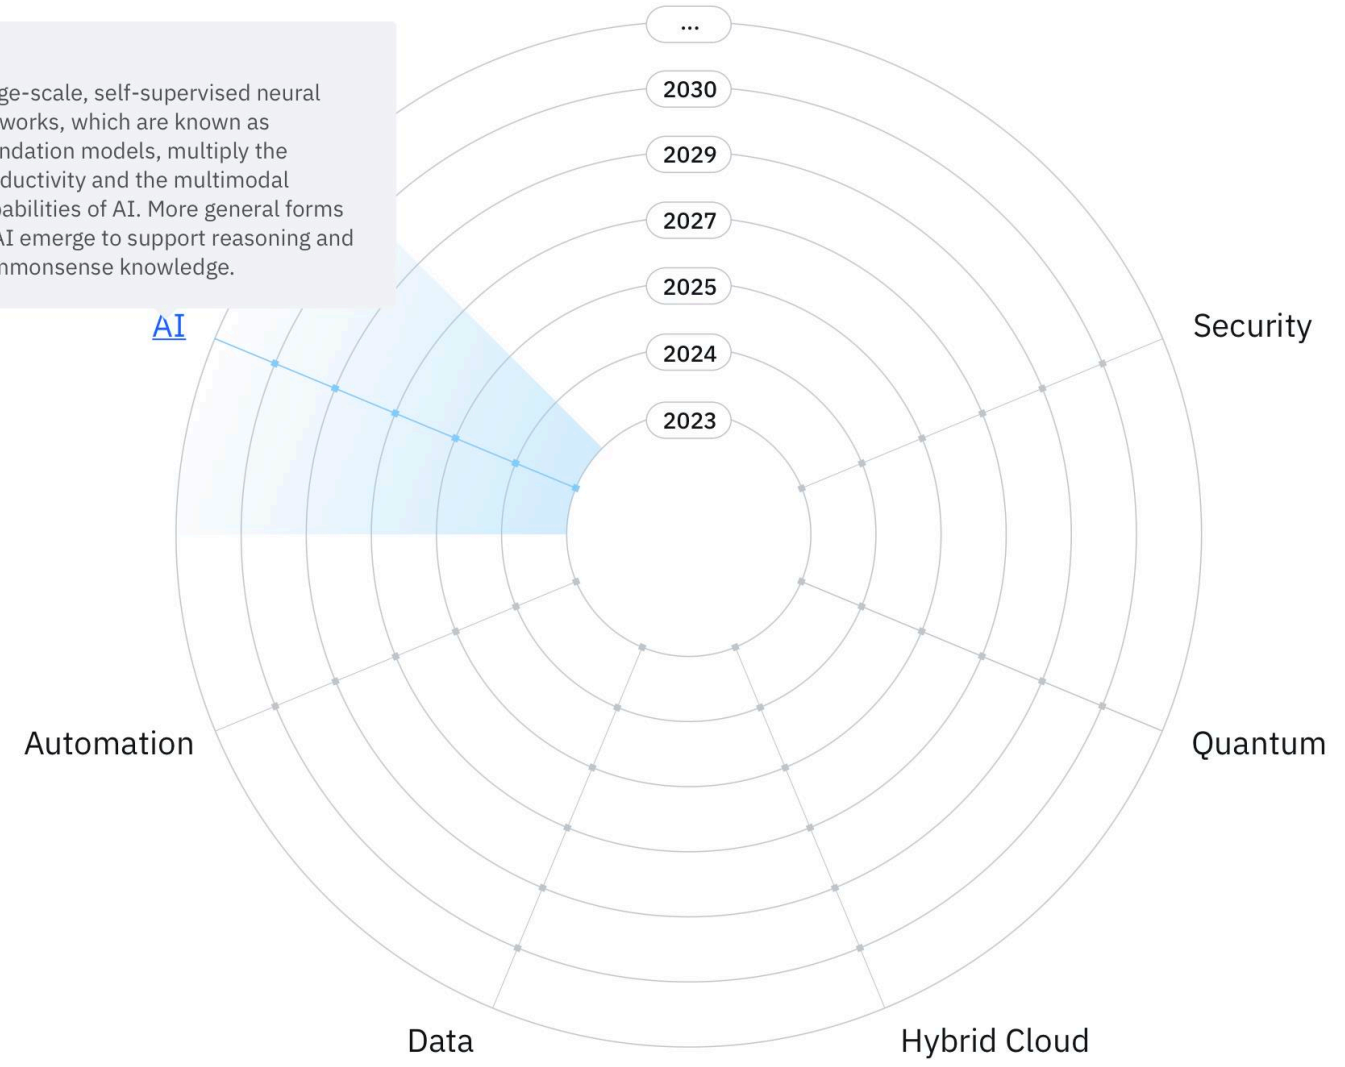 ...
2030
ge-scale, self-supervised neural
works, which are known as
ndation models, multiply the
ductivity and the multimodal
abilities of AI. More general forms
AI emerge to support reasoning and
nmonsense knowledge.
2029
2027
2025
2024
2023
AI
Security
Automation
Quantum
Data
Hybrid Cloud